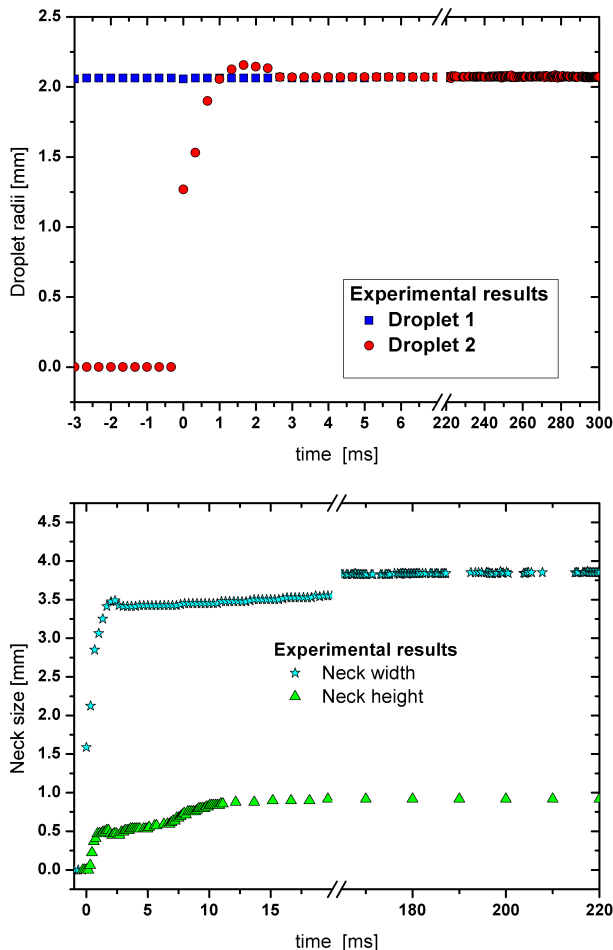 2.5
2.0
1.5
1.0
0.5
0.0
Droplet radii [mm]
Experimental results
Droplet 1
Droplet 2
-3 -2 -1 0 1 2 3 4 5 6 220 240 260 280 300
time [ms]
4.5
4.0
3.5
3.0
2.5
2.0
1.5
1.0
0.5
0.0
Neck size [mm]
Experimental results
Neck width
Neck height
0 5 10 15 180 200 220
time [ms]